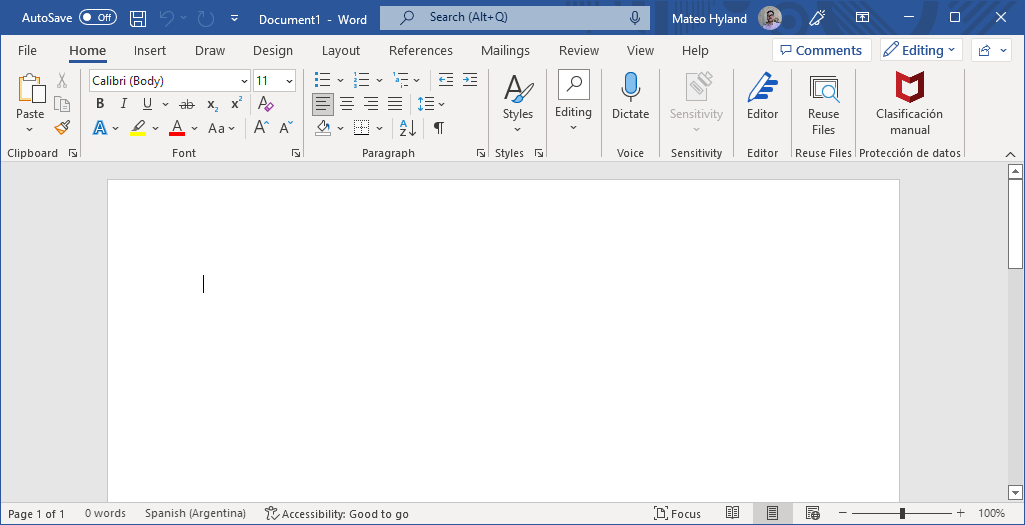 AutoSave Off Document1 - Word Search (Alt+Q) Mateo Hyland
File Home Insert Draw Design Layout References Mailings Review View Help Comments Editing
Calibri (Body) 11
B I U ab x2 x2 A
A A Aa A A A Z ¶
Paste Styles Editing Dictate Sensitivity Editor Reuse Files Clasificación manual
Clipboard Font Paragraph Styles Voice Sensitivity Editor Reuse Files Protección de datos
Page 1 of 1 0 words Spanish (Argentina) Accessibility: Good to go Focus 100%